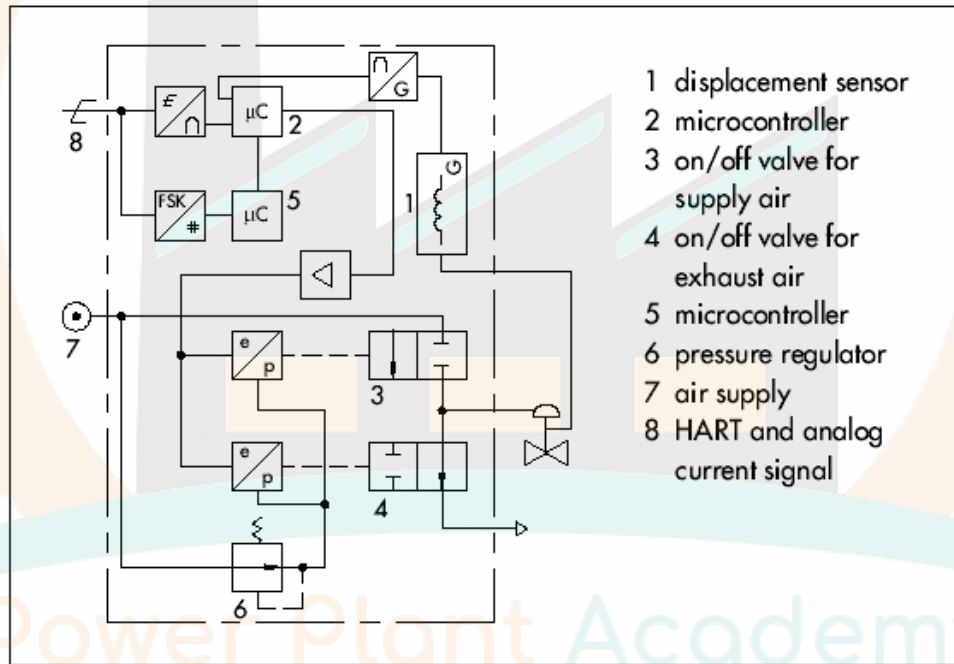 £
∩
μC
2
∩
G
8
FSK
#
μC
5
1
G
7
e
p
3
e
p
4
6
1 displacement sensor
2 microcontroller
3 on/off valve for
supply air
4 on/off valve for
exhaust air
5 microcontroller
6 pressure regulator
7 air supply
8 HART and analog
current signal
Power Plant Academ